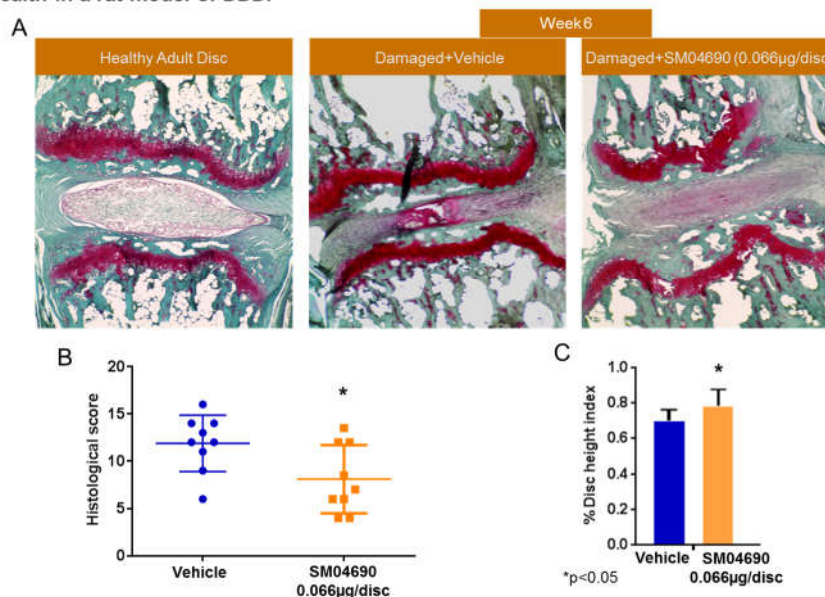 A
Week 6
Healthy Adult Disc
Damaged+Vehicle
Damaged+SM04690 (0.066µg/disc
B
Histological score
20
15
10
5
0
*
Vehicle
SM04690
0.066µg/disc
C
% Disc height index
1.0
0.8
0.6
0.4
0.2
0.0
*
Vehicle
SM04690
0.066µg/disc
*p<0.05